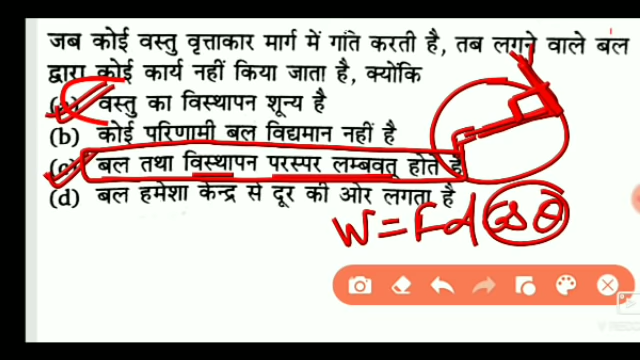 जब कोई वस्तु वृत्ताकार मार्ग में गति करती है, तब लगने वाले बल
द्वारा कोई कार्य नहीं किया जाता है, क्योंकि
(a) वस्तु का विस्थापन शून्य है
(b) कोई परिणामी बल विद्यमान नहीं है
(c) बल तथा विस्थापन परस्पर लम्बवत् होते है
(d) बल हमेशा केन्द्र से दूर की ओर लगता है
W = Fd cos θ